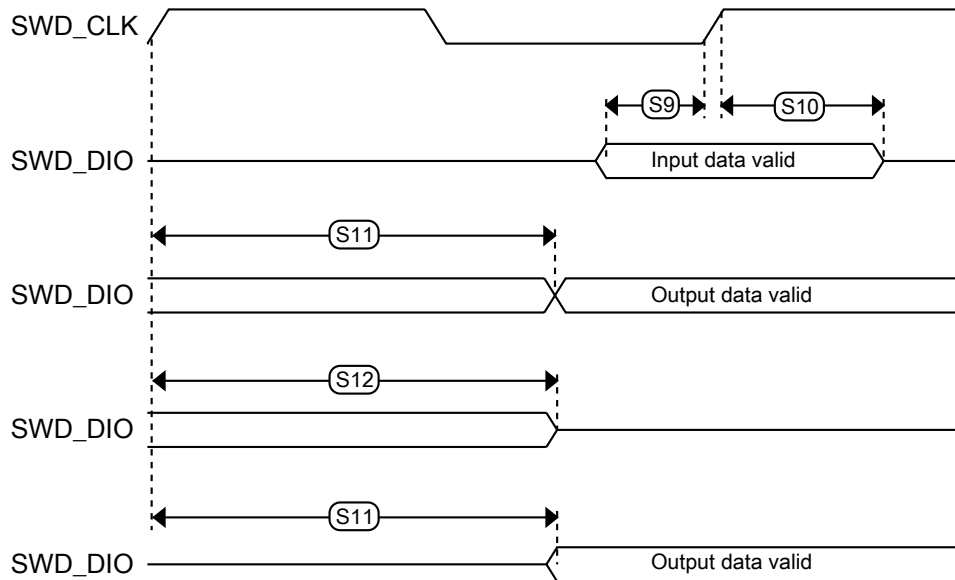 SWD_CLK
S9
S10
SWD_DIO
Input data valid
S11
SWD_DIO
Output data valid
S12
SWD_DIO
S11
SWD_DIO
Output data valid